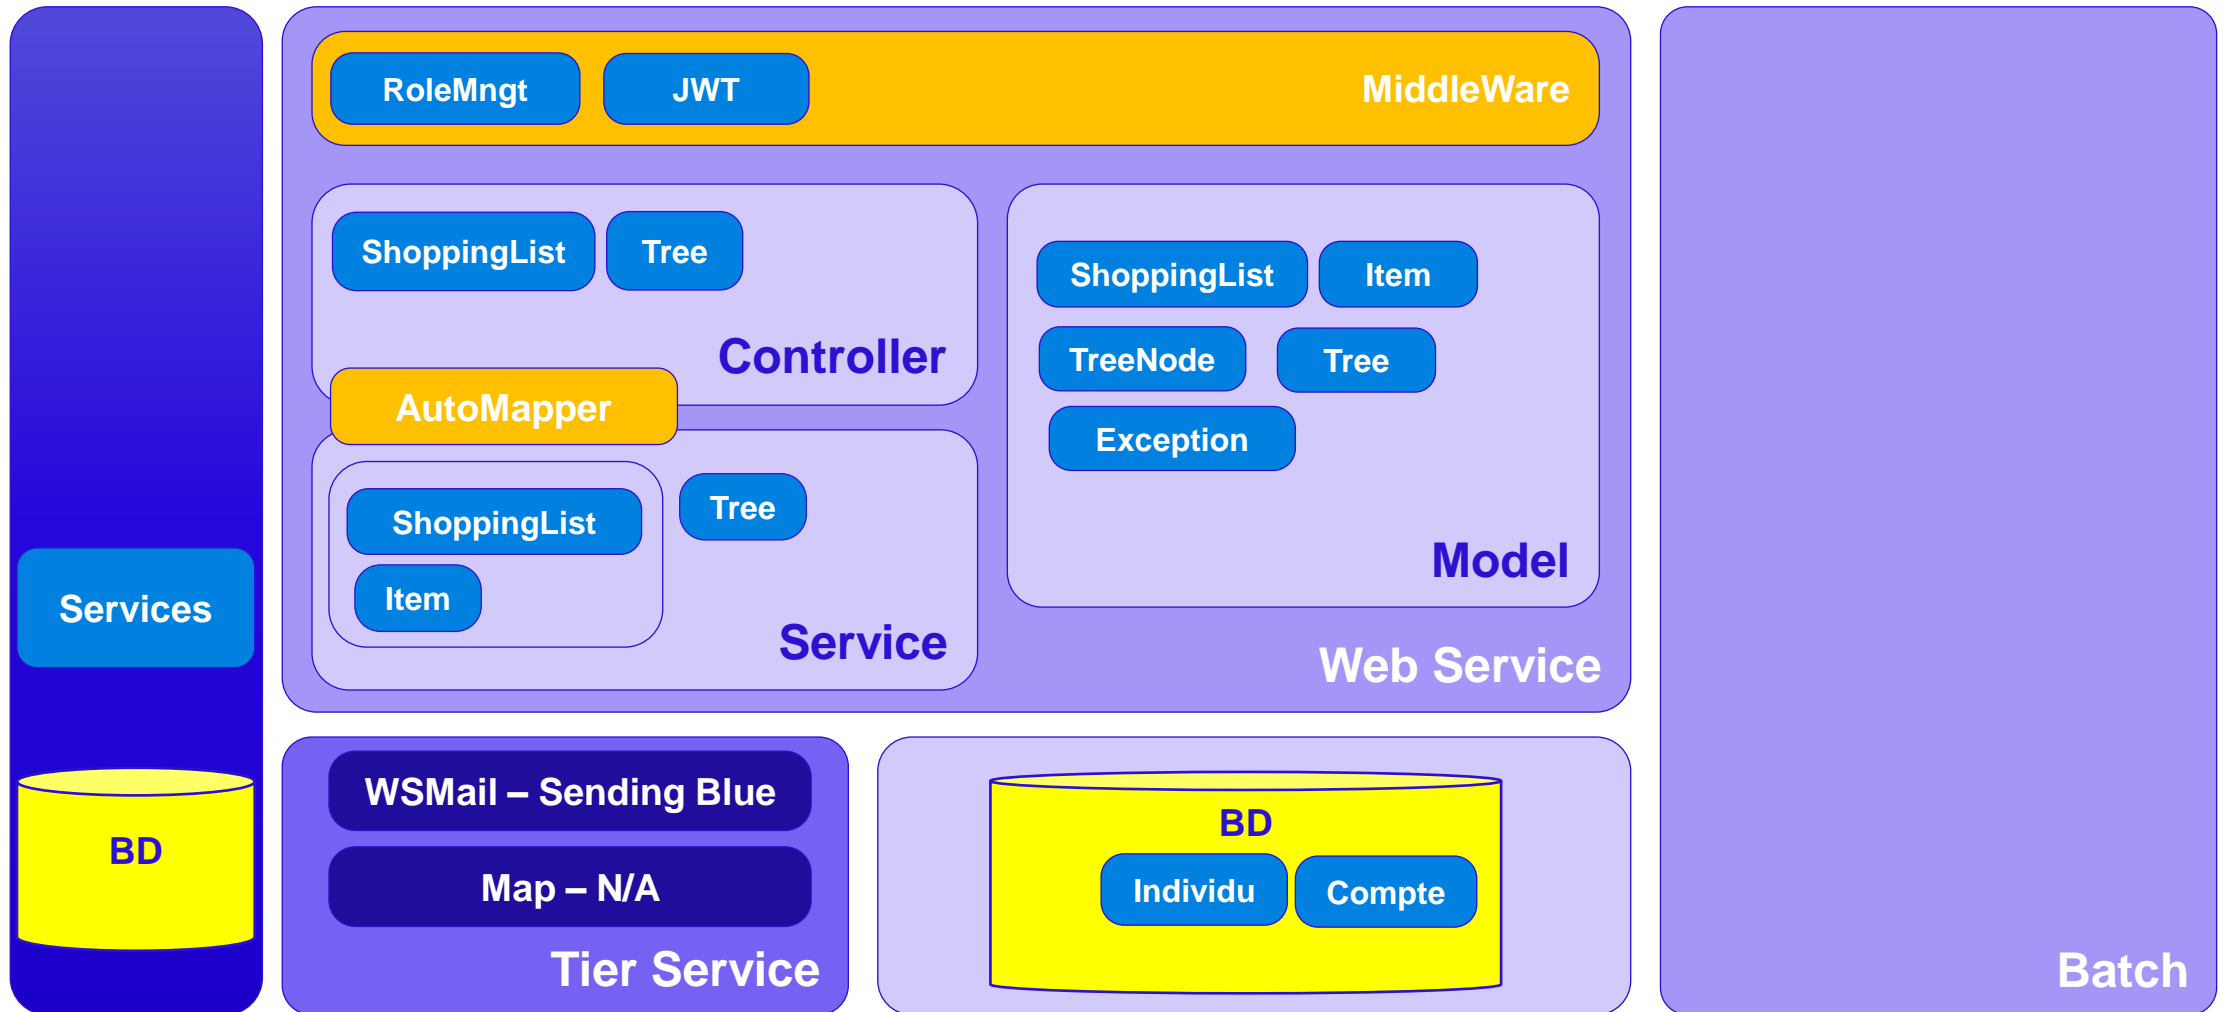 Services
BD
RoleMngt
JWT
MiddleWare
ShoppingList
Tree
Controller
AutoMapper
ShoppingList
Item
Tree
Service
ShoppingList
Item
TreeNode
Tree
Exception
Model
Web Service
WSMail – Sending Blue
Map – N/A
Tier Service
BD
Individu
Compte
Batch